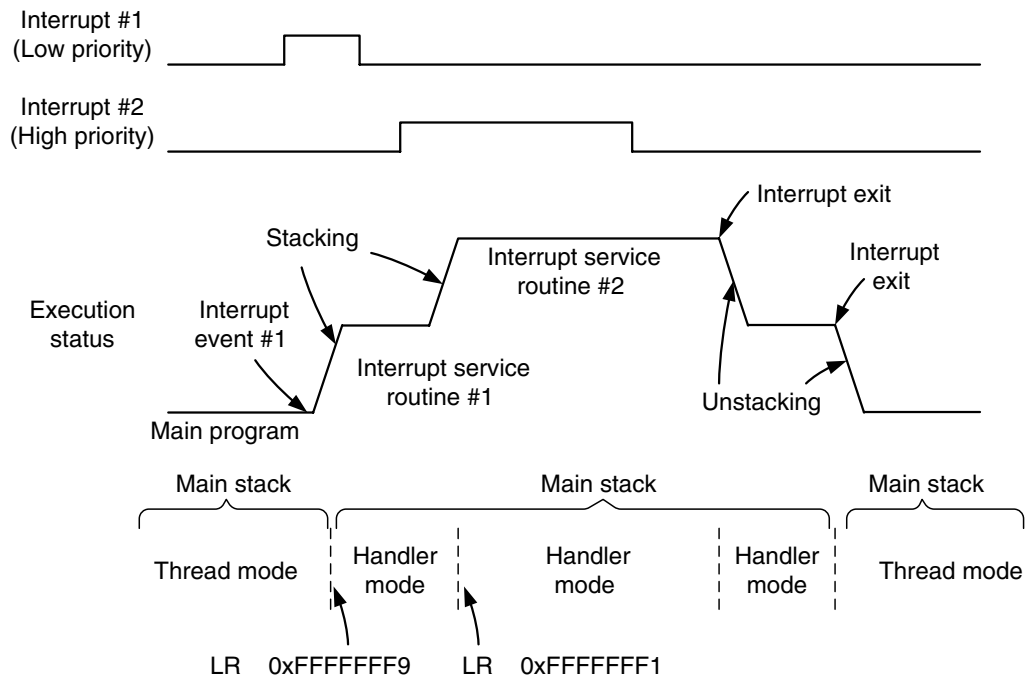 Interrupt #1
(Low priority)
Interrupt #2
(High priority)
Interrupt exit
Stacking
Interrupt service
routine #2
Interrupt
exit
Execution
status
Interrupt
event #1
Interrupt service
routine #1
Unstacking
Main program
Main stack
Main stack
Main stack
Thread mode
Handler
mode
Handler
mode
Handler
mode
Thread mode
LR 0xFFFFFFF9
LR 0xFFFFFFF1